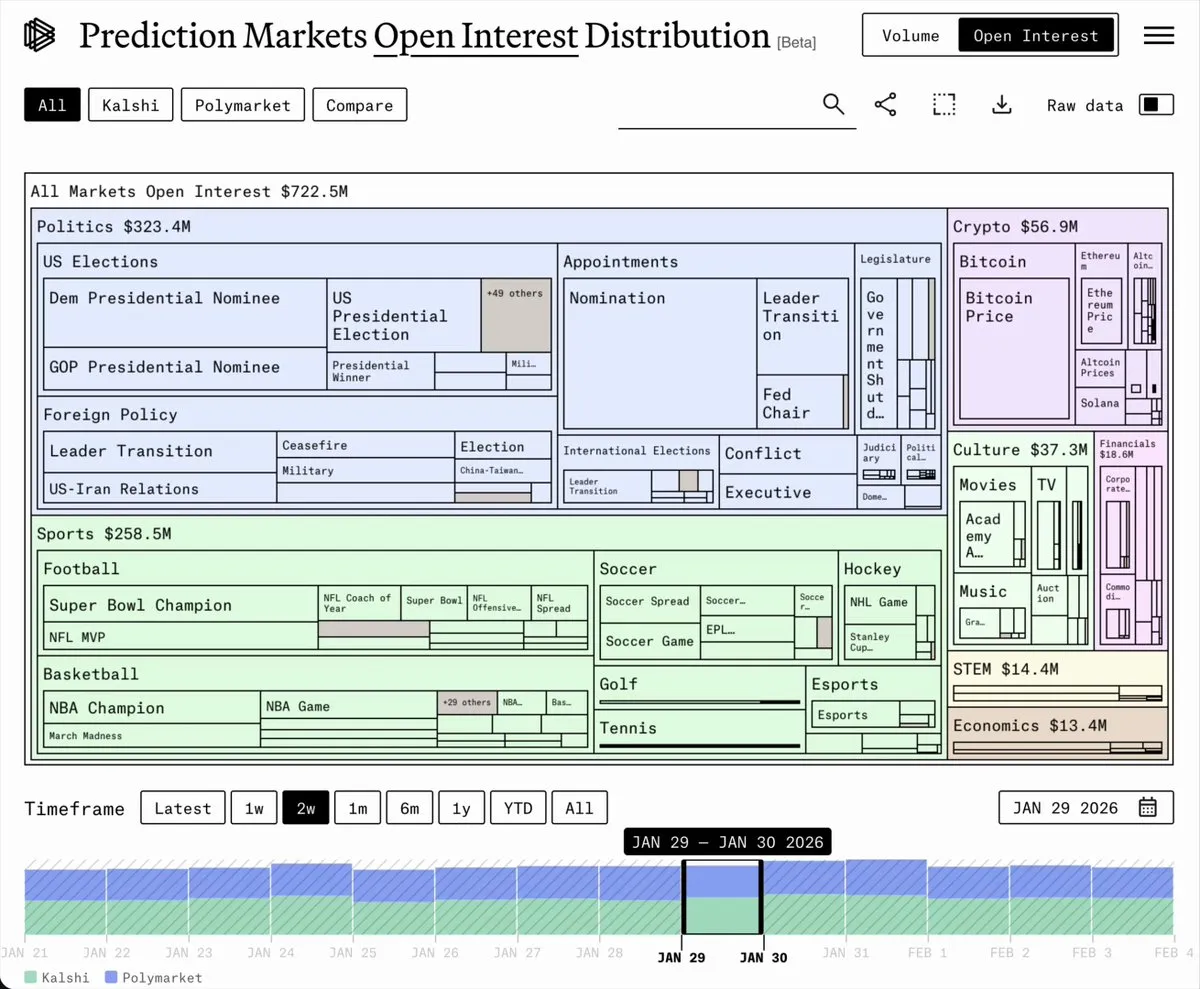 Prediction Markets Open Interest Distribution [Beta]
Volume
Open Interest
All
Kalshi
Polymarket
Compare
Raw data
All Markets Open Interest $722.5M
Politics $323.4M
US Elections
Dem Presidential Nominee
GOP Presidential Nominee
US
Presidential
Election
+49 others
Presidential
Winner
Mili…
Foreign Policy
Leader Transition
US-Iran Relations
Ceasefire
Military
Election
China-Taiwan…
Appointments
Nomination
Leader
Transiti
on
Fed
Chair
Legislature
Go
ve
rn
me
nt
Sh
ut
d…
International Elections
Leader
Transition
Conflict
Executive
Judici
ary
Politi
cal…
Dome…
Sports $258.5M
Football
Super Bowl Champion
NFL MVP
NFL Coach of
Year
Super Bowl
NFL
Offensive…
NFL
Spread
Basketball
NBA Champion
March Madness
NBA Game
+29 others
NBA…
Bas…
Soccer
Soccer Spread
Soccer Game
Soccer…
EPL…
Socce
r…
Hockey
NHL Game
Stanley
Cup…
Golf
Tennis
Esports
Esports
Crypto $56.9M
Bitcoin
Bitcoin
Price
Ethereu
m
Ethe
reum
Pric
e
Altc
oin…
Altcoin
Prices
Solana
Culture $37.3M
Movies
Acad
emy
A…
TV
Music
Gra…
Auct
ion
Financials
$18.6M
Corpo
rate…
Commo
di…
STEM $14.4M
Economics $13.4M
Timeframe
Latest
1w
2w
1m
6m
1y
YTD
All
JAN 29 2026
JAN 29 — JAN 30 2026
JAN 21
JAN 22
JAN 23
JAN 24
JAN 25
JAN 26
JAN 27
JAN 28
JAN 29
JAN 30
JAN 31
FEB 1
FEB 2
FEB 3
FEB 4
Kalshi
Polymarket